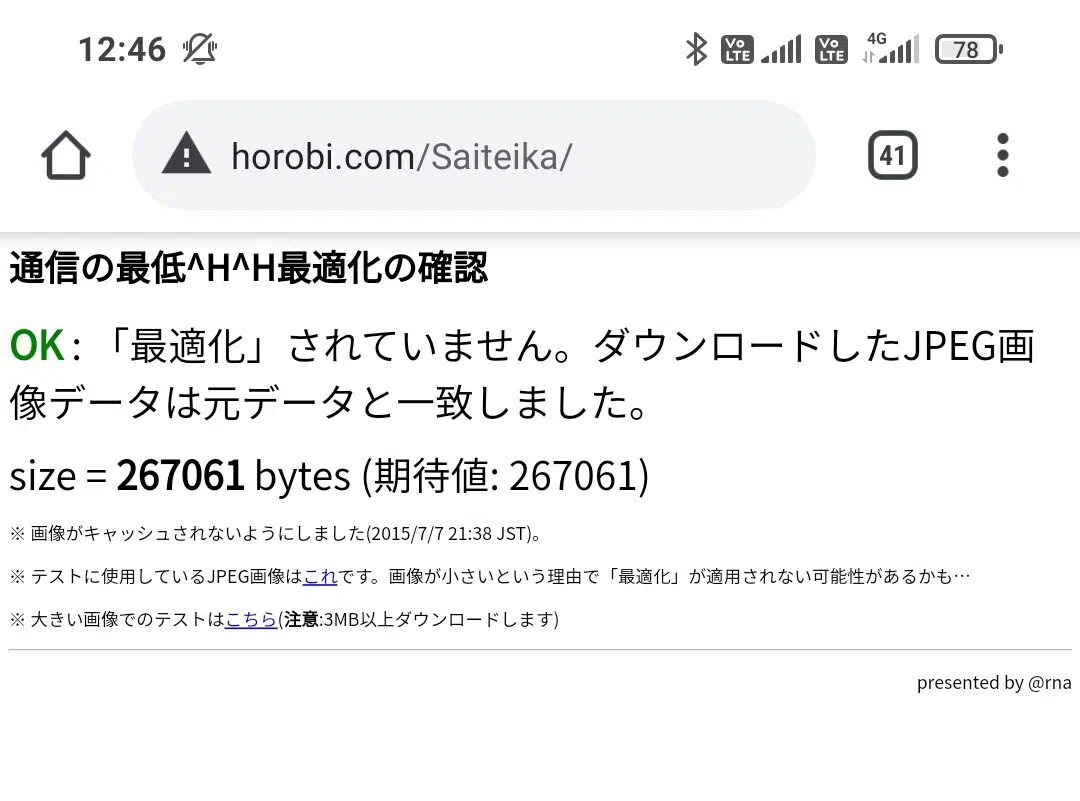 12:46 Vo LTE Vo LTE 4G 78
horobi.com/Saiteika/ 41
通信の最低^H^H最適化の確認
OK : 「最適化」されていません。ダウンロードしたJPEG画
像データは元データと一致しました。
size = 267061 bytes (期待値: 267061)
※ 画像がキャッシュされないようにしました(2015/7/7 21:38 JST)。
※ テストに使用しているJPEG画像はこれです。画像が小さいという理由で「最適化」が適用されない可能性があるかも…
※ 大きい画像でのテストはこちら(注意:3MB以上ダウンロードします)
presented by @rna